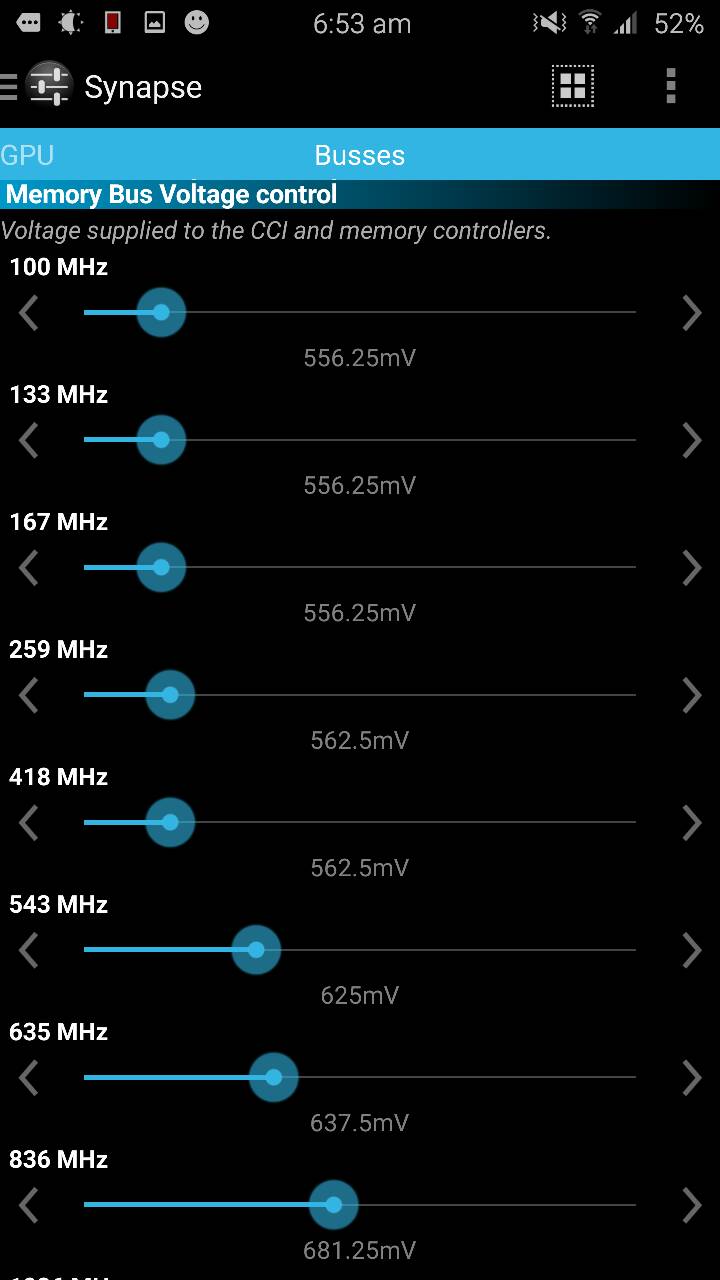 6:53 am
52%
Synapse
GPU
Busses
Memory Bus Voltage control
Voltage supplied to the CCI and memory controllers.
100 MHz
556.25mV
133 MHz
556.25mV
167 MHz
556.25mV
259 MHz
562.5mV
418 MHz
562.5mV
543 MHz
625mV
635 MHz
637.5mV
836 MHz
681.25mV